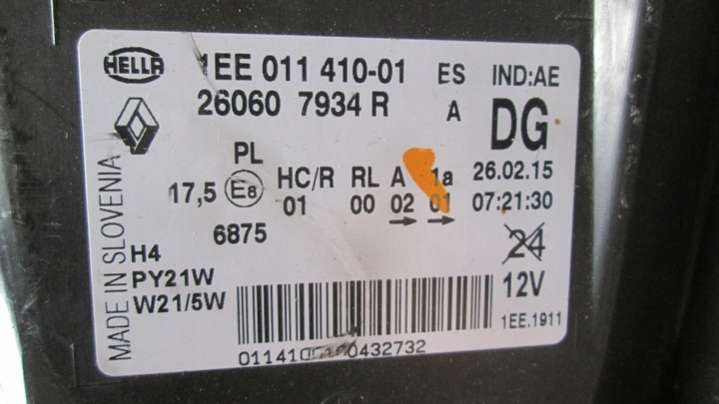 HELLA 1EE 011 410-01 ES IND:AE
26060 7934 R A DG
PL
17,5 E8 HC/R RL A 1a 26.02.15
01 00 02 01 07:21:30
6875
MADE IN SLOVENIA
H4
PY21W
W21/5W
24
12V
1EE.1911